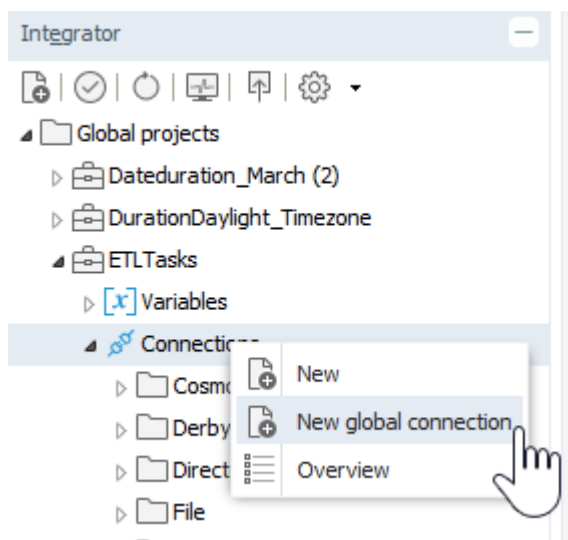 Integrator
Global projects
Dateduration_March (2)
DurationDaylight_Timezone
ETLTasks
[x] Variables
Connections
New
New global connection
Overview
Derby
Direct
File